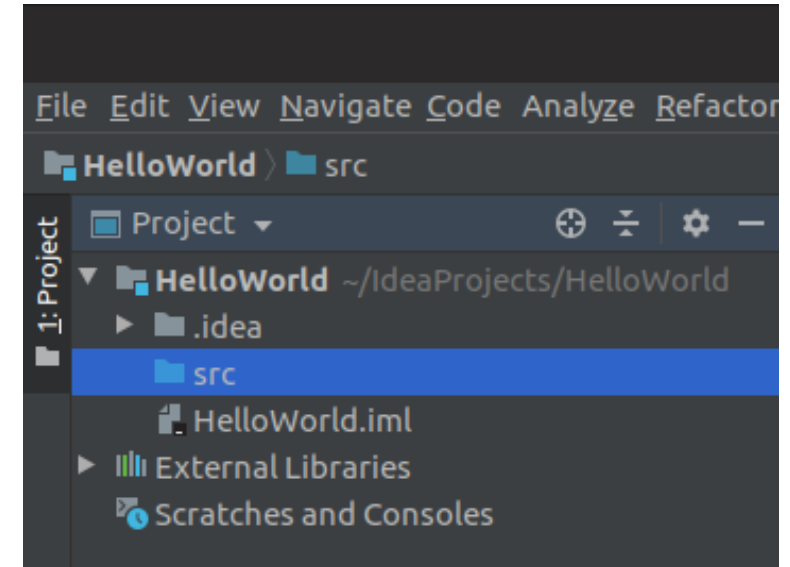 File Edit View Navigate Code Analyze Refactor
HelloWorld src
1: Project
Project
HelloWorld ~/IdeaProjects/HelloWorld
.idea
src
HelloWorld.iml
External Libraries
Scratches and Consoles